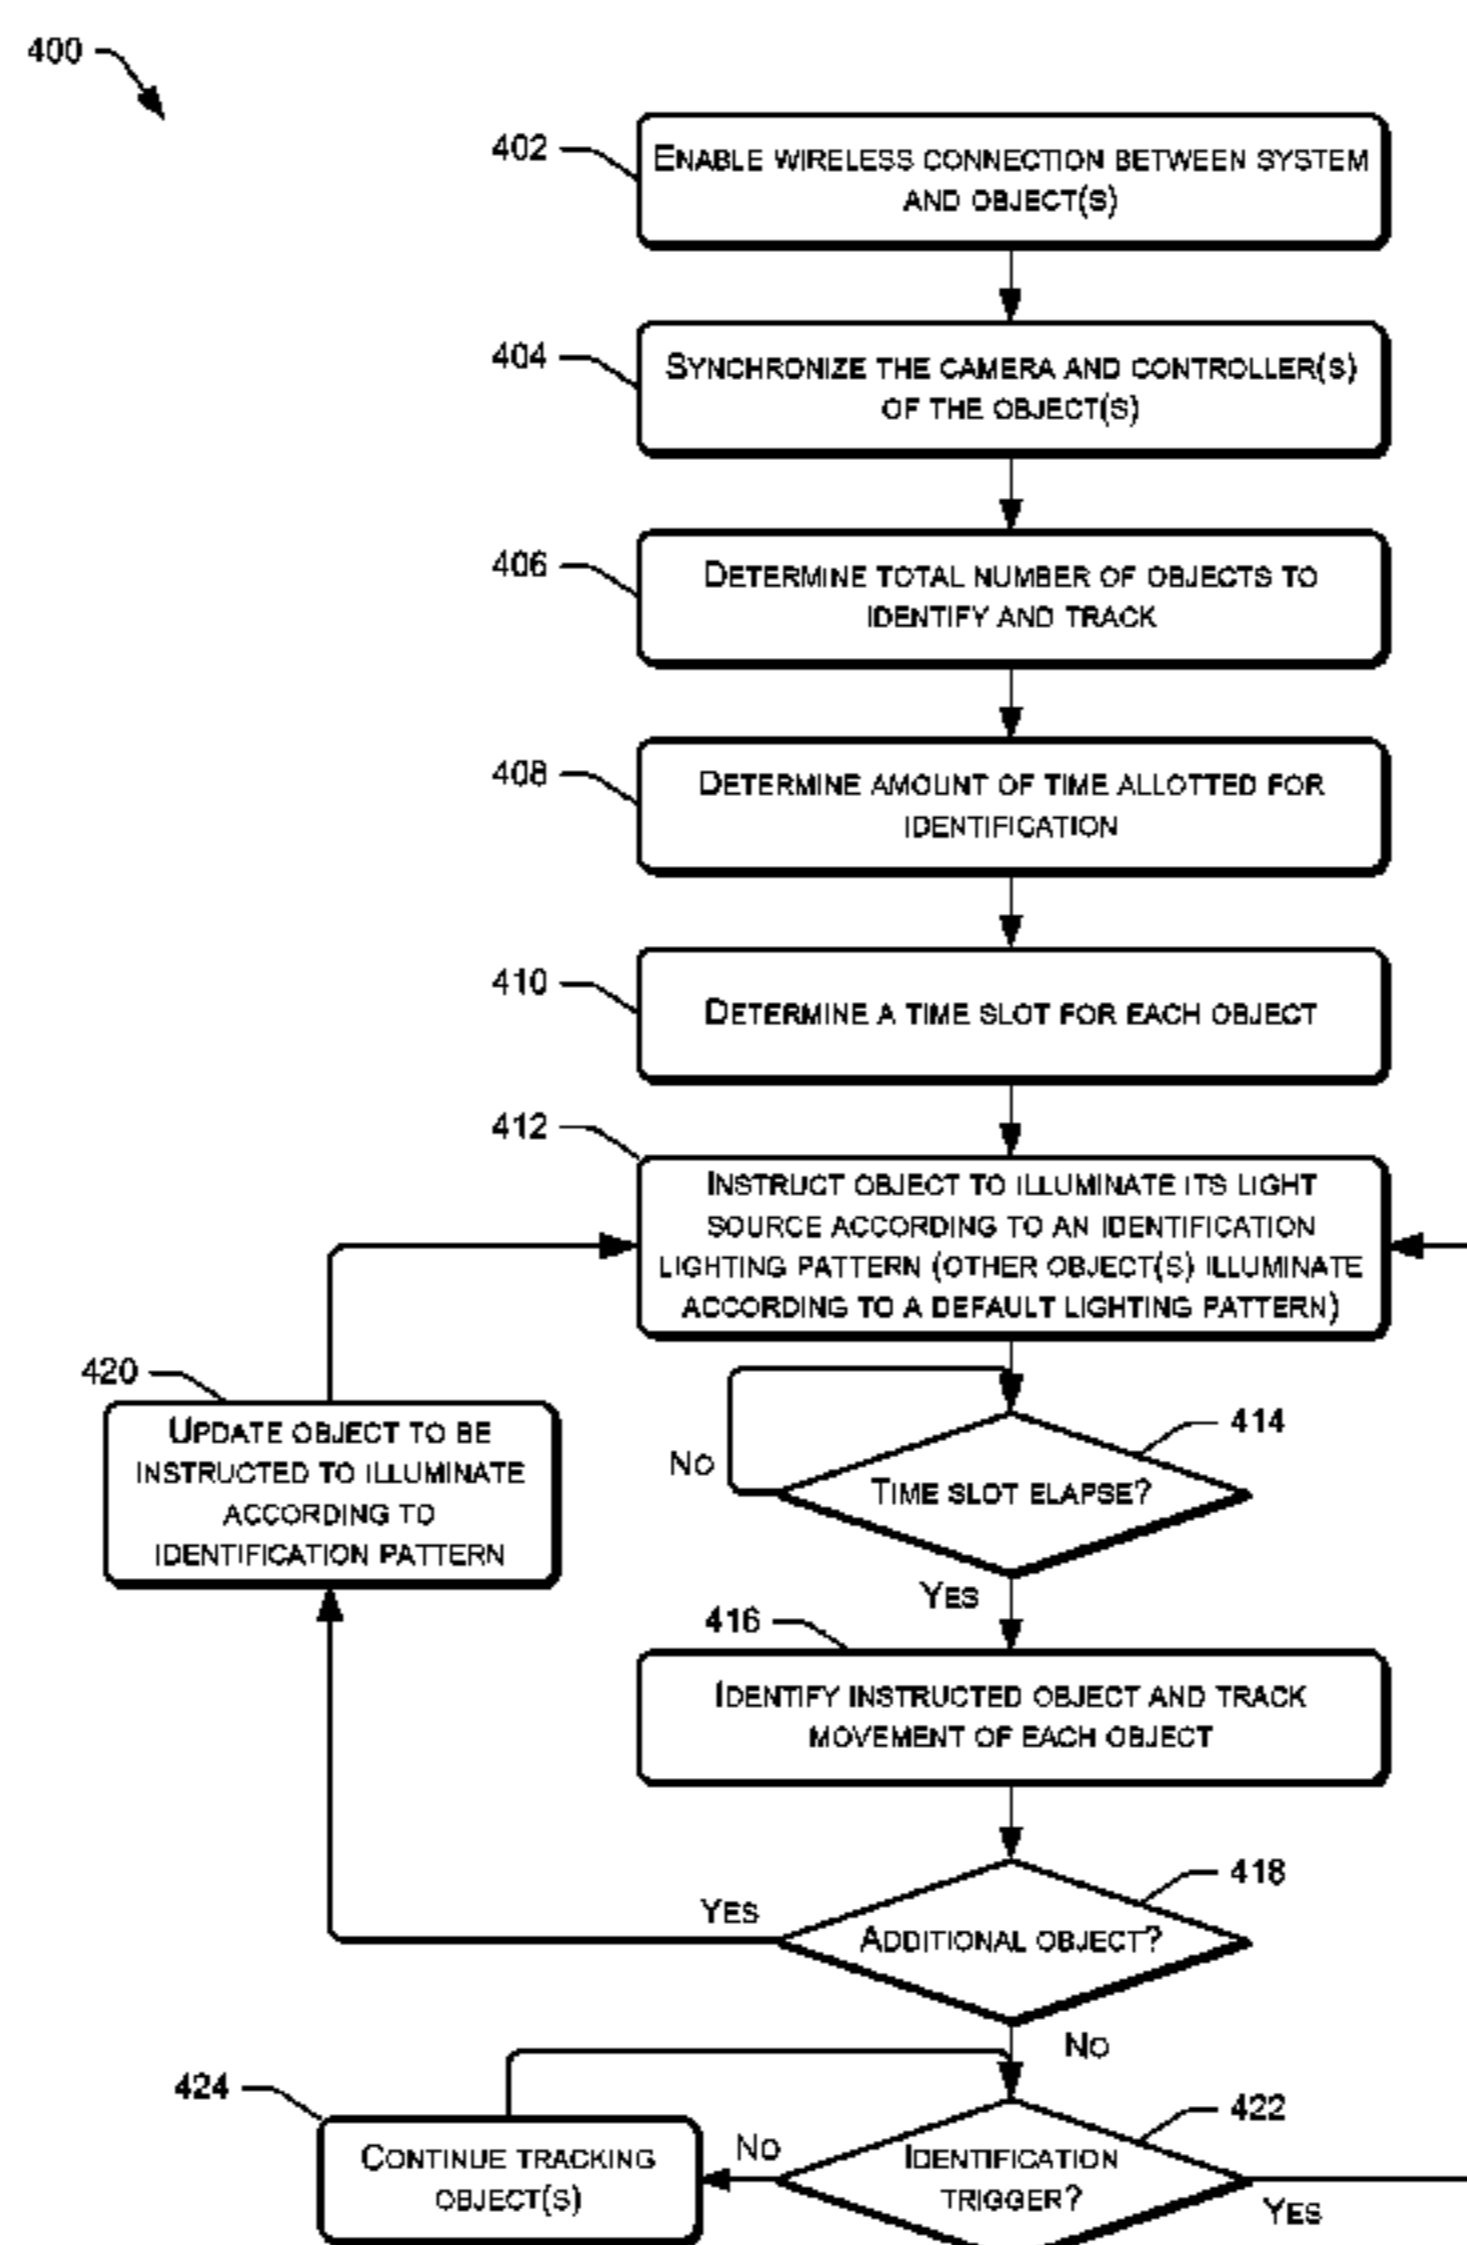 400
402
ENABLE WIRELESS CONNECTION BETWEEN SYSTEM
AND OBJECT(S)
404
SYNCHRONIZE THE CAMERA AND CONTROLLER(S)
OF THE OBJECT(S)
406
DETERMINE TOTAL NUMBER OF OBJECTS TO
IDENTIFY AND TRACK
408
DETERMINE AMOUNT OF TIME ALLOTTED FOR
IDENTIFICATION
410
DETERMINE A TIME SLOT FOR EACH OBJECT
412
INSTRUCT OBJECT TO ILLUMINATE ITS LIGHT
SOURCE ACCORDING TO AN IDENTIFICATION
LIGHTING PATTERN (OTHER OBJECT(S) ILLUMINATE
ACCORDING TO A DEFAULT LIGHTING PATTERN)
420
UPDATE OBJECT TO BE
INSTRUCTED TO ILLUMINATE
ACCORDING TO
IDENTIFICATION PATTERN
414
NO
TIME SLOT ELAPSE?
YES
416
IDENTIFY INSTRUCTED OBJECT AND TRACK
MOVEMENT OF EACH OBJECT
418
YES
ADDITIONAL OBJECT?
NO
424
CONTINUE TRACKING
OBJECT(S)
NO
422
IDENTIFICATION
TRIGGER?
YES